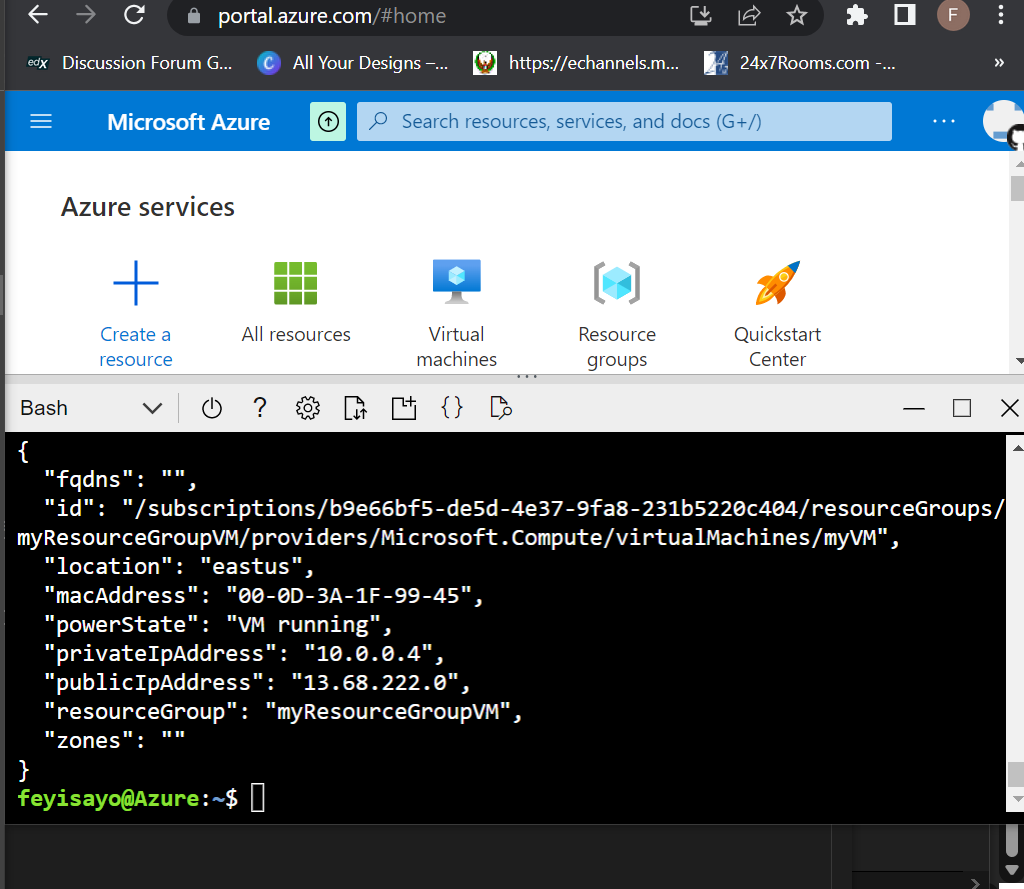 portal.azure.com/#home
F
edX Discussion Forum G... C All Your Designs –... https://echannels.m... 24x7Rooms.com -... »
Microsoft Azure Search resources, services, and docs (G+/) ...
Azure services
Create a resource
All resources
Virtual machines
Resource groups
Quickstart Center
Bash ? { }
{
"fqdns": "",
"id": "/subscriptions/b9e66bf5-de5d-4e37-9fa8-231b5220c404/resourceGroups/
myResourceGroupVM/providers/Microsoft.Compute/virtualMachines/myVM",
"location": "eastus",
"macAddress": "00-0D-3A-1F-99-45",
"powerState": "VM running",
"privateIpAddress": "10.0.0.4",
"publicIpAddress": "13.68.222.0",
"resourceGroup": "myResourceGroupVM",
"zones": ""
}
feyisayo@Azure:~$